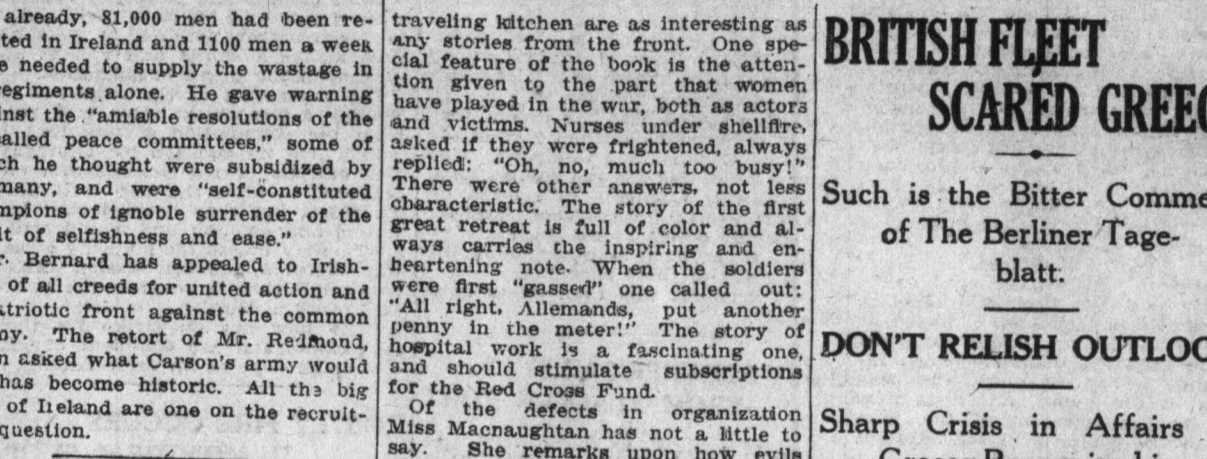 already, 81,000 men had been re-
ted in Ireland and 1100 men a week
needed to supply the wastage in
regiments alone. He gave warning
inst the "amiable resolutions of the
alled peace committees," some of
ch he thought were subsidized by
many, and were "self-constituted
mpions of ignoble surrender of the
it of selfishness and ease."
r. Bernard has appealed to Irish-
of all creeds for united action and
atriotic front against the common
ny. The retort of Mr. Redmond,
n asked what Carson's army would
has become historic. All the big
of Ireland are one on the recruit-
question.
traveling kitchen are as interesting as
any stories from the front. One spe-
cial feature of the book is the atten-
tion given to the part that women
have played in the war, both as actors
and victims. Nurses under shellfire,
asked if they were frightened, always
replied: "Oh, no, much too busy!"
There were other answers, not less
characteristic. The story of the first
great retreat is full of color and al-
ways carries the inspiring and en-
heartening note. When the soldiers
were first "gassed" one called out:
"All right, Allemands, put another
penny in the meter!" The story of
hospital work is a fascinating one,
and should stimulate subscriptions
for the Red Cross Fund.
Of the defects in organization
Miss Macnaughtan has not a little to
say. She remarks upon how evils
BRITISH FLEET
SCARED GREEC
Such is the Bitter Comme
of The Berliner Tage-
blatt.
DON'T RELISH OUTLOO
Sharp Crisis in Affairs